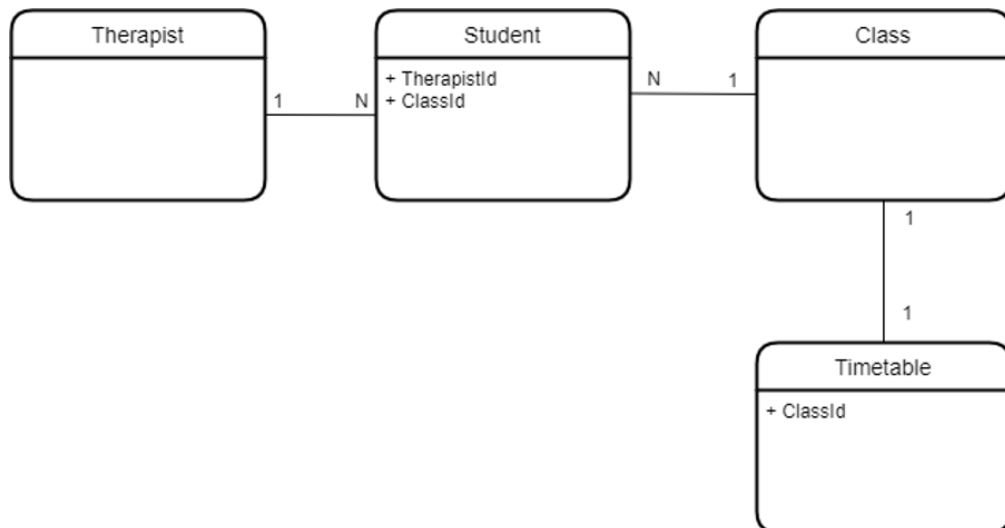 Therapist
Student
Class
+ TherapistId
+ ClassId
1
N
N
1
1
1
Timetable
+ ClassId